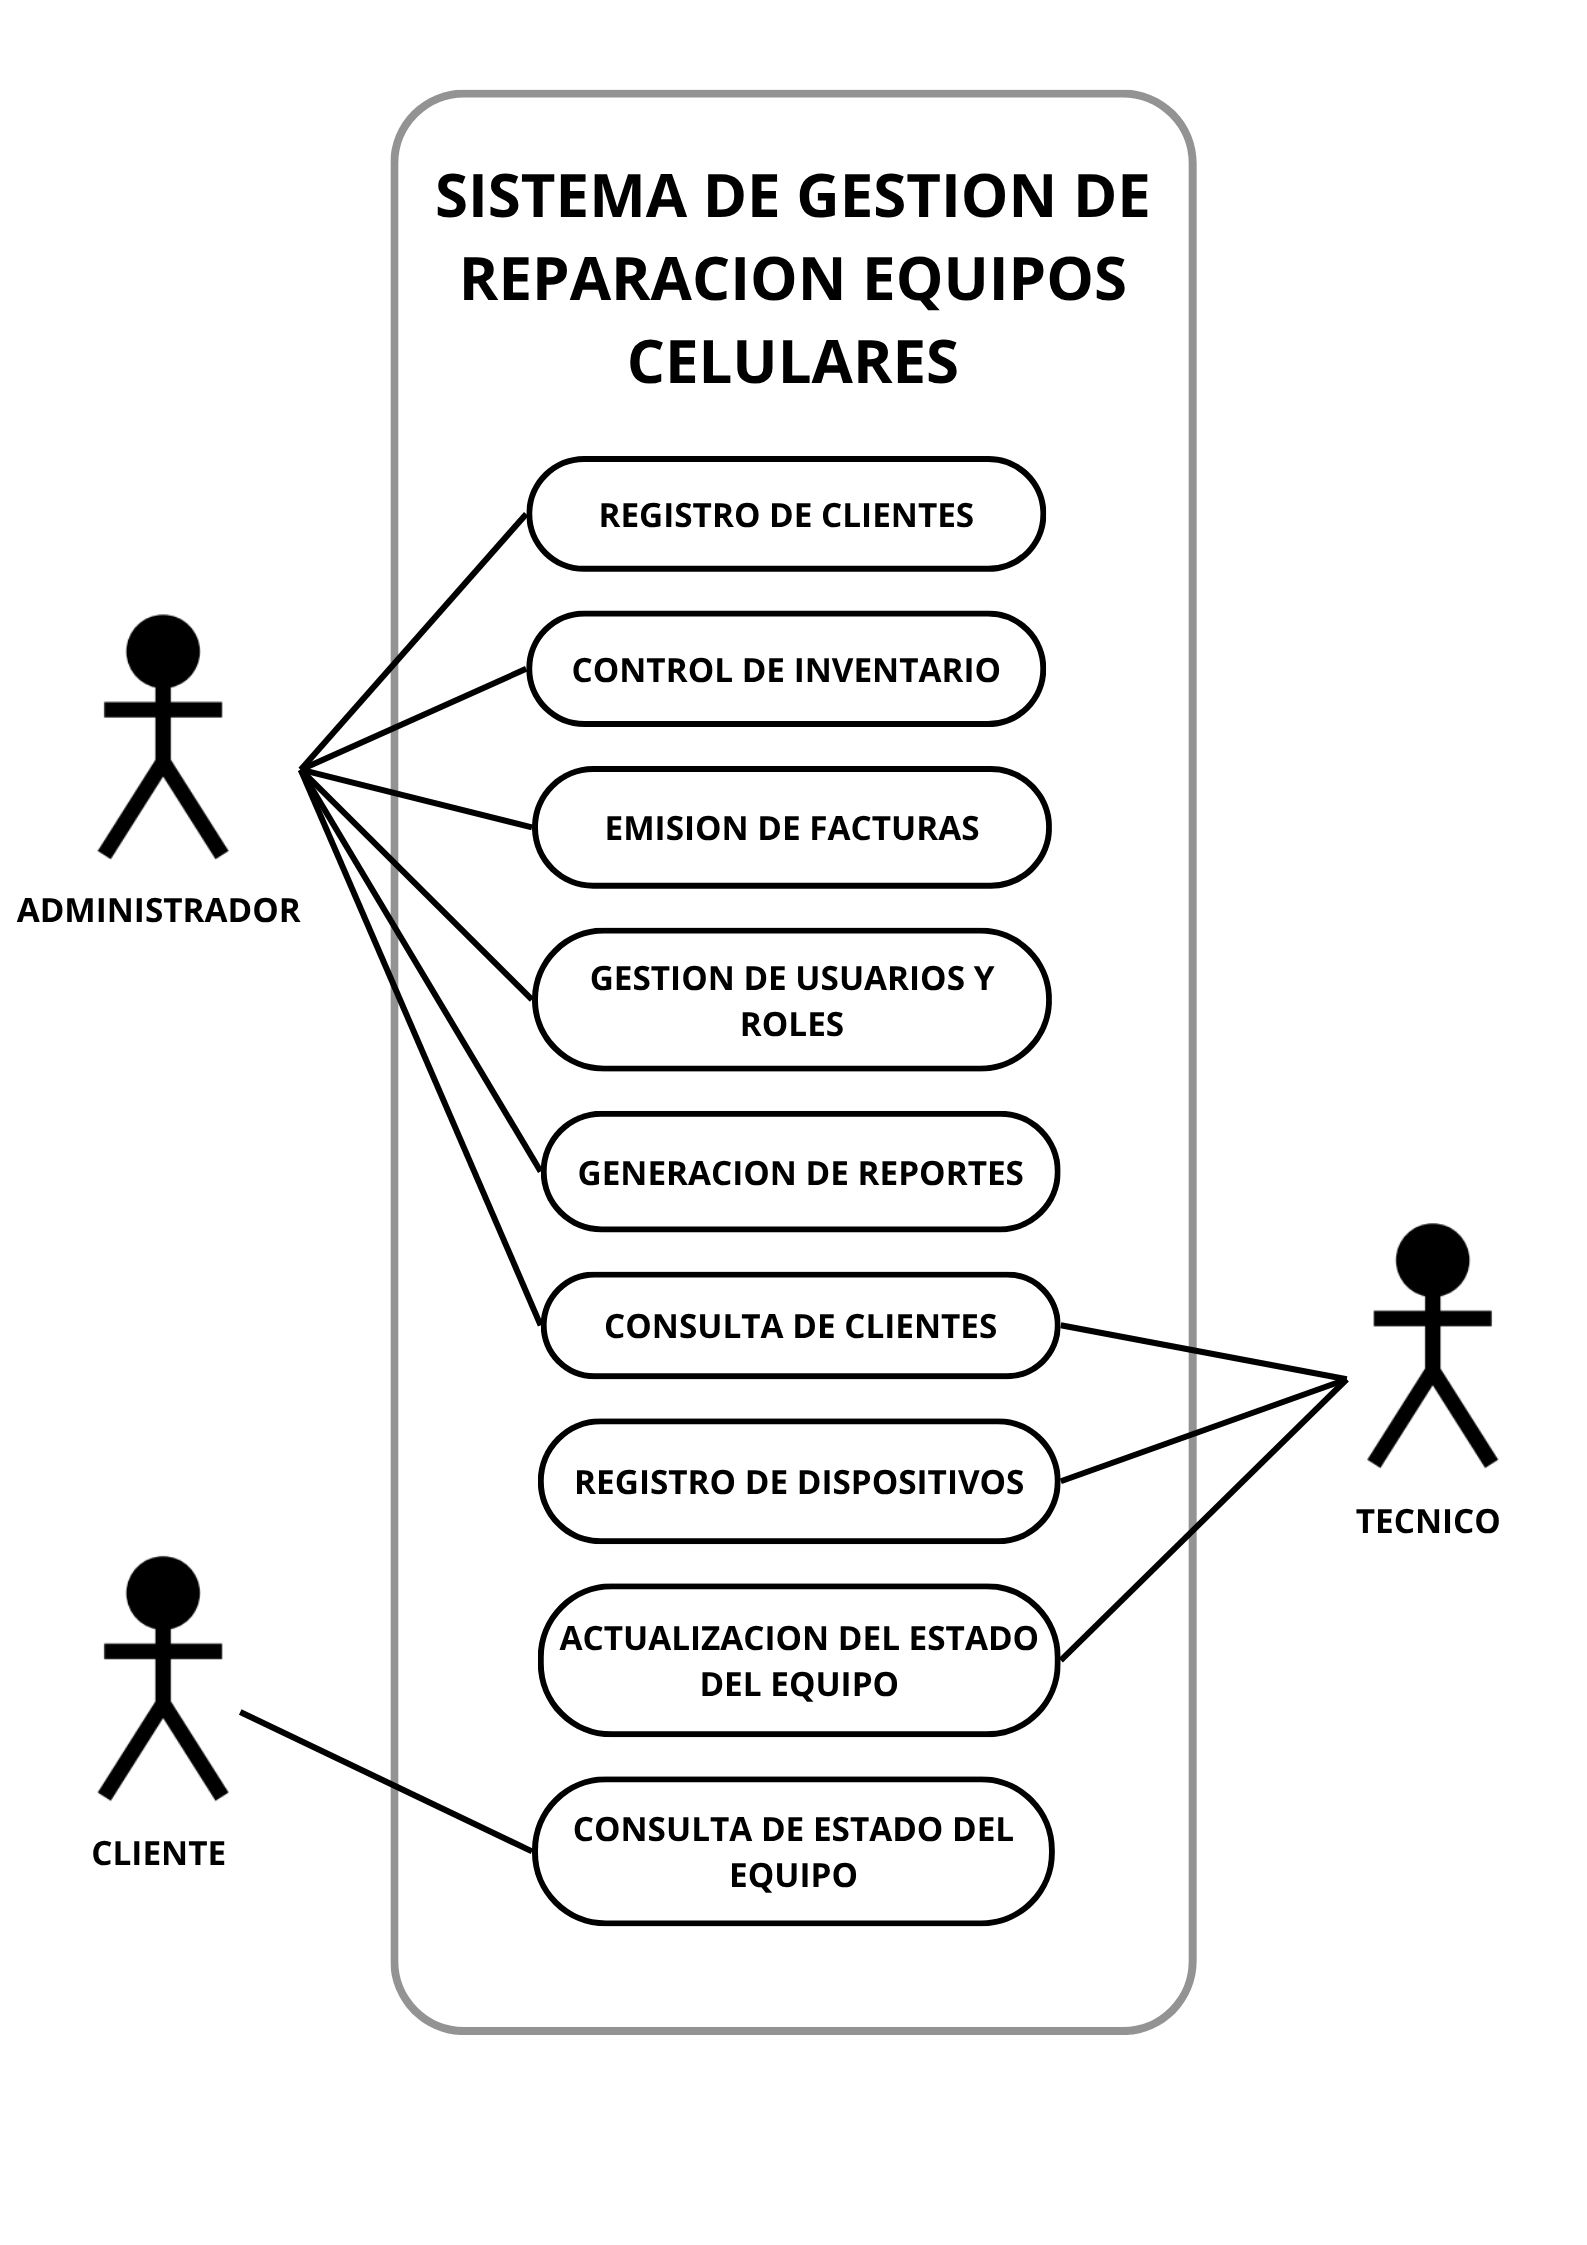 SISTEMA DE GESTION DE
REPARACION EQUIPOS
CELULARES
REGISTRO DE CLIENTES
CONTROL DE INVENTARIO
EMISION DE FACTURAS
ADMINISTRADOR
GESTION DE USUARIOS Y
ROLES
GENERACION DE REPORTES
CONSULTA DE CLIENTES
REGISTRO DE DISPOSITIVOS
TECNICO
ACTUALIZACION DEL ESTADO
DEL EQUIPO
CLIENTE
CONSULTA DE ESTADO DEL
EQUIPO